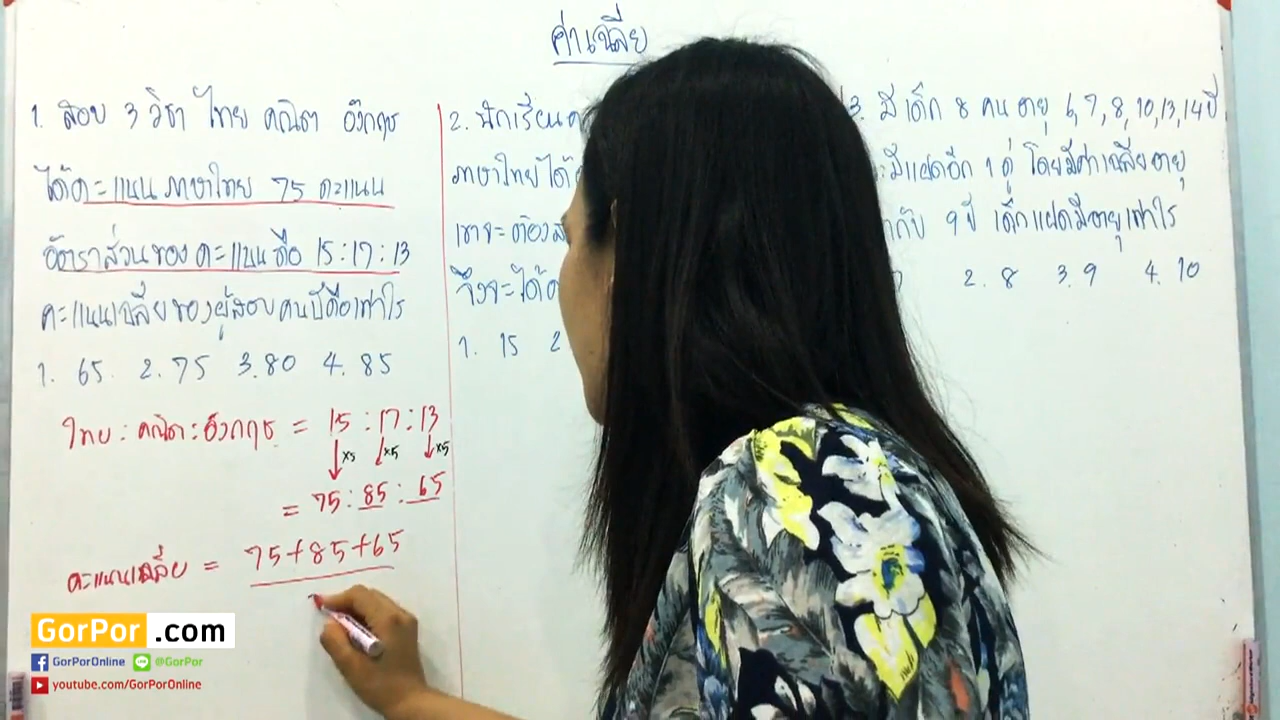 ค่าเฉลี่ย
1. สอบ 3 วิชา ไทย คณิต อังกฤษ
ได้คะแนนภาษาไทย 75 คะแนน
อัตราส่วนของคะแนนคือ 15:17:13
คะแนนเฉลี่ยของผู้สอบคนนี้คือเท่าไร
1. 65. 2. 75 3. 80 4. 85
ไทย : คณิต : อังกฤษ = 15 : 17 : 13
×5 ×5 ×5
= 75 : 85 : 65
คะแนนเฉลี่ย = 75+85+65
2. นักเรียน
ภาษาไทยได้
เขาจะต้อง
จึงจะได้
1. 15 2
3. มีเด็ก 8 คน อายุ 6, 7, 8, 10, 13, 14 ปี
มีแฝดอีก 1 คู่ โดยมีค่าเฉลี่ยอายุ
กับ 9 ปี เด็กแฝดมีอายุเท่าไร
2. 8 3. 9 4. 10
GorPor.com
GorPorOnline @GorPor
youtube.com/GorPorOnline